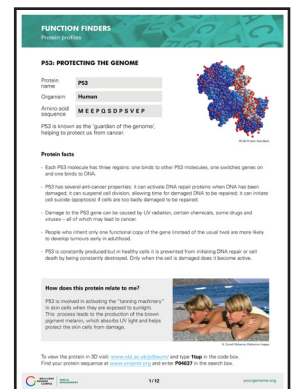 FUNCTION FINDERS
Protein profiles
P53: PROTECTING THE GENOME
Protein name P53
Organism Human
Amino acid sequence M E E P Q S D P S V E P
P53 is known as the 'guardian of the genome',
helping to protect us from cancer.
Protein facts
- Each P53 molecule has three regions: one binds to other P53 molecules, one switches genes on
and one binds to DNA.
- P53 has several anti-cancer properties: it can activate DNA repair proteins when DNA has been
damaged; it can suspend cell division, allowing time for damaged DNA to be repaired; it can initiate
cell suicide (apoptosis) if cells are too badly damaged to be repaired.
- Damage to the P53 gene can be caused by UV radiation, certain chemicals, some drugs and
viruses – all of which may lead to cancer.
- People who inherit only one functional copy of the gene (instead of the usual two) are more likely
to develop tumours early in adulthood.
- P53 is constantly produced but in healthy cells it is prevented from initiating DNA repair or cell
death by being constantly destroyed. Only when the cell is damaged does it become active.
How does this protein relate to me?
P53 is involved in activating the "tanning machinery"
in skin cells when they are exposed to sunlight.
This process leads to the production of the brown
pigment melanin, which absorbs UV light and helps
protect the skin cells from damage.
To view the protein in 3D visit: and type 1tup in the code box.
Find your protein sequence at www.uniprot.org and enter P04637 in the search box.
1/12
yourgenome.org